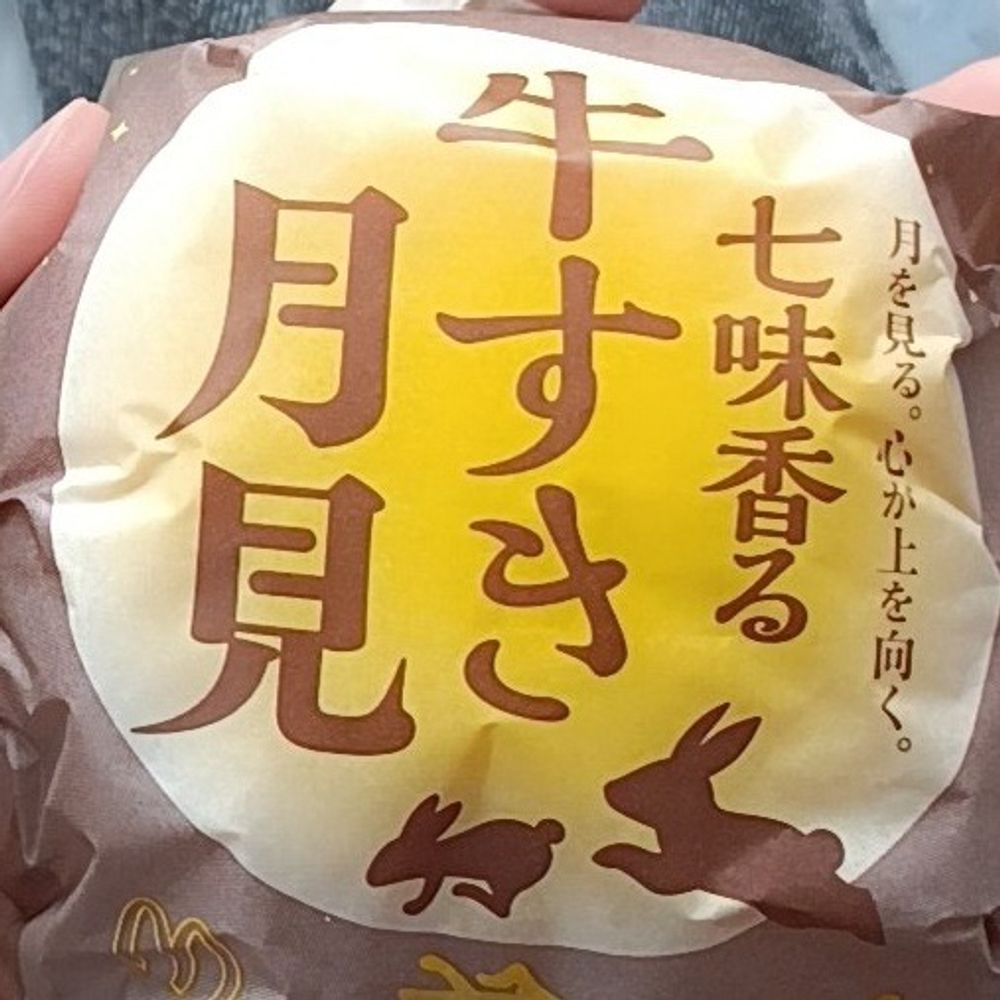 月を見る。心が上を向く。
七味香る
牛すき
月見